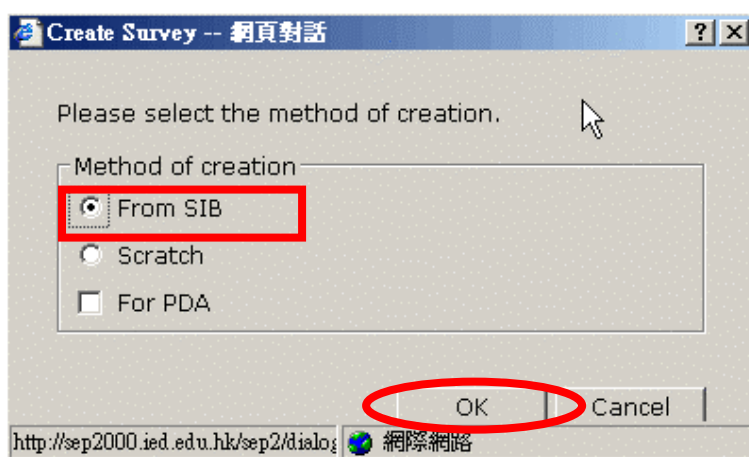 Create Survey -- 網頁對話
Please select the method of creation.
Method of creation
From SIB
Scratch
For PDA
OK Cancel
http://sep2000.ied.edu.hk/sep2/dialog 網際網路